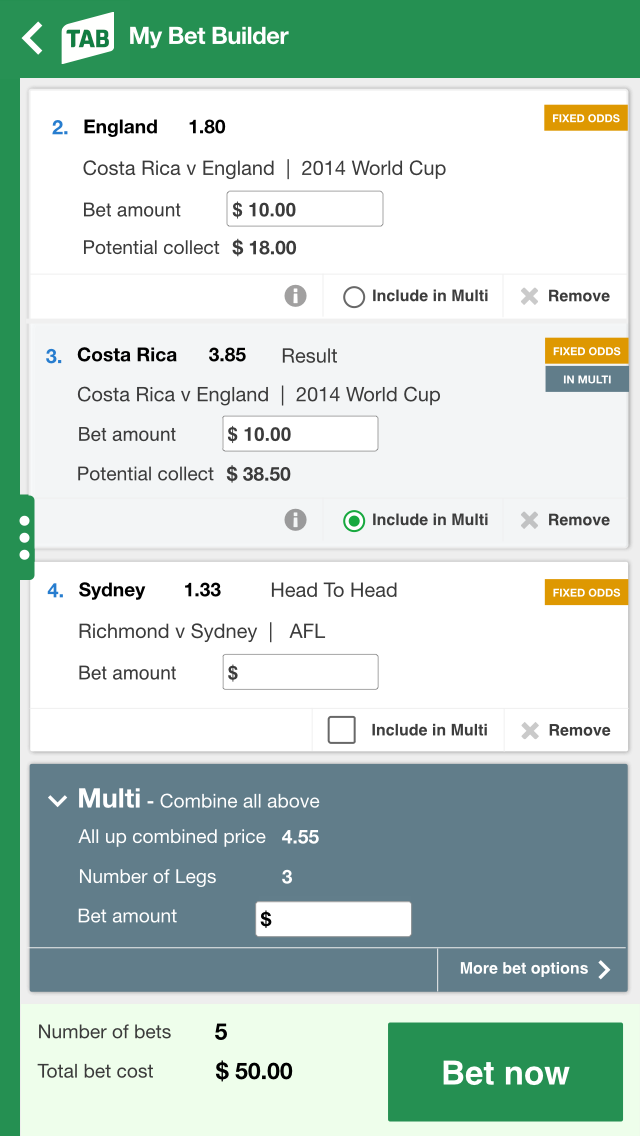 TAB My Bet Builder
2. England 1.80 FIXED ODDS
Costa Rica v England | 2014 World Cup
Bet amount $ 10.00
Potential collect $ 18.00
i Include in Multi Remove
3. Costa Rica 3.85 Result FIXED ODDS
IN MULTI
Costa Rica v England | 2014 World Cup
Bet amount $ 10.00
Potential collect $ 38.50
i Include in Multi Remove
4. Sydney 1.33 Head To Head FIXED ODDS
Richmond v Sydney | AFL
Bet amount $
Include in Multi Remove
Multi - Combine all above
All up combined price 4.55
Number of Legs 3
Bet amount $
More bet options
Number of bets 5
Total bet cost $ 50.00
Bet now